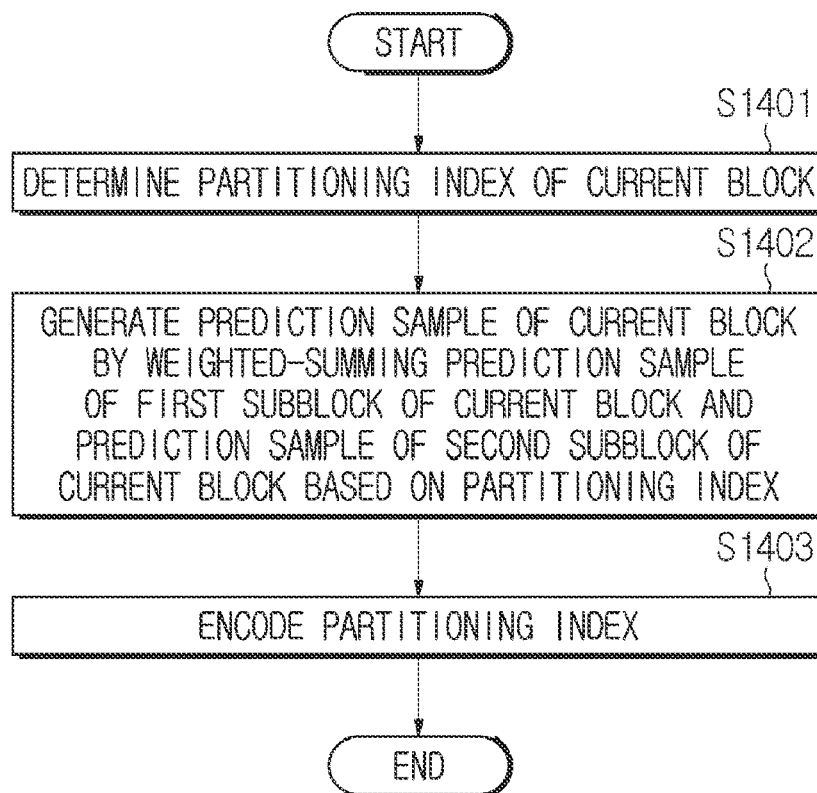 START
S1401
DETERMINE PARTITIONING INDEX OF CURRENT BLOCK
S1402
GENERATE PREDICTION SAMPLE OF CURRENT BLOCK
BY WEIGHTED-SUMMING PREDICTION SAMPLE
OF FIRST SUBBLOCK OF CURRENT BLOCK AND
PREDICTION SAMPLE OF SECOND SUBBLOCK OF
CURRENT BLOCK BASED ON PARTITIONING INDEX
S1403
ENCODE PARTITIONING INDEX
END